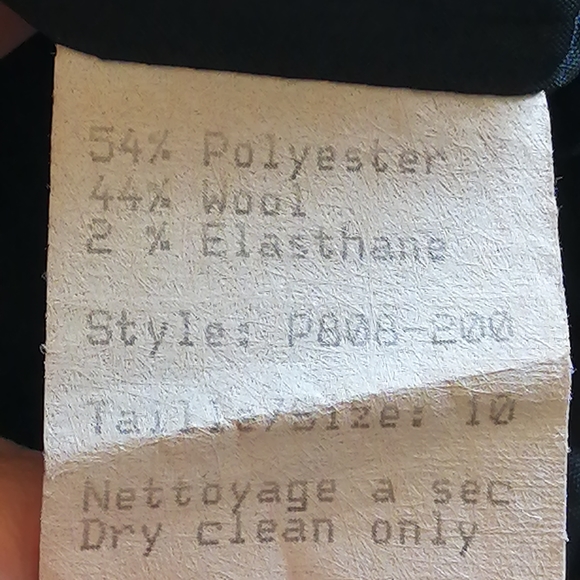 54% Polyester
44% Wool
2 % Elasthane
Style: P808-200
Taille/Size: 10
Nettoyage a sec
Dry clean only